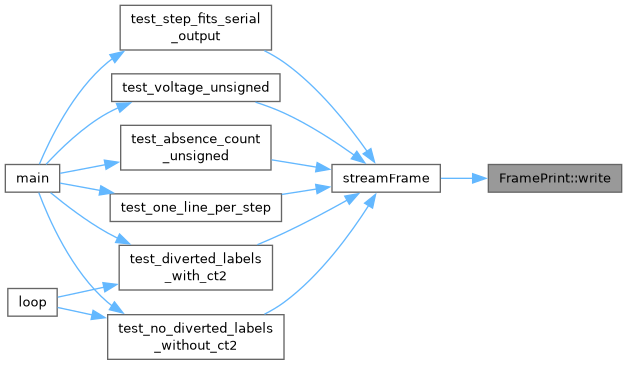 test_step_fits_serial
_output
test_voltage_unsigned
test_absence_count
_unsigned
main
streamFrame
FramePrint::write
test_one_line_per_step
test_diverted_labels
_with_ct2
loop
test_no_diverted_labels
_without_ct2